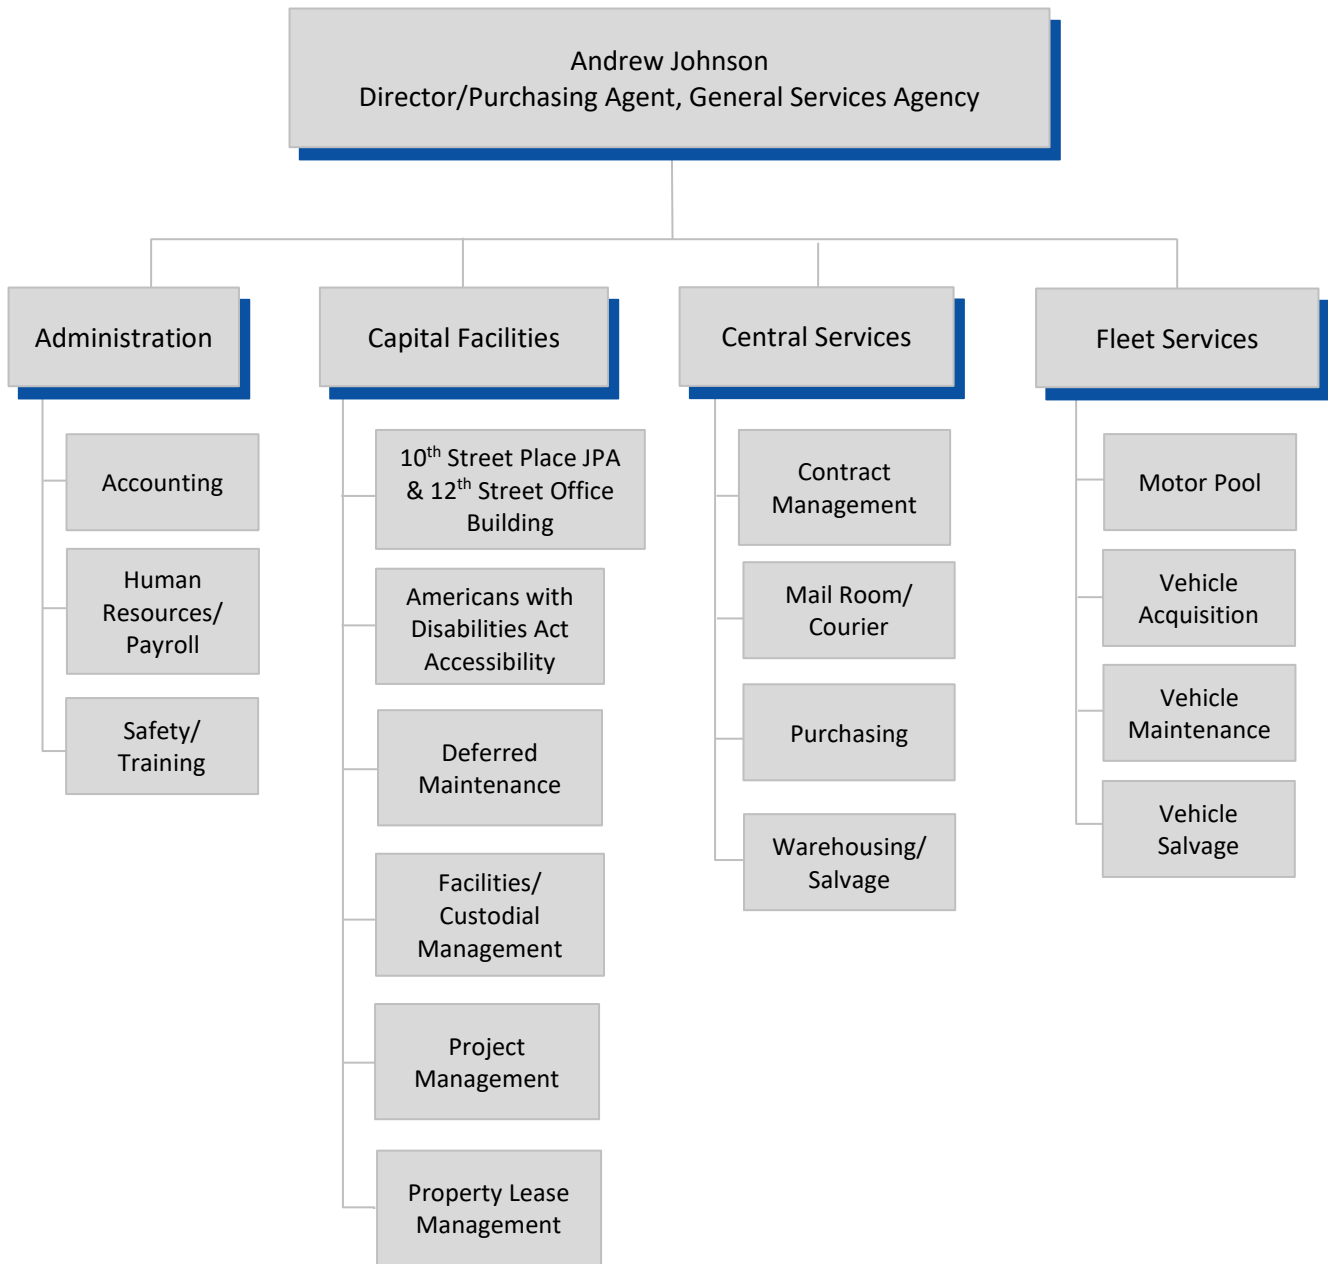 Andrew Johnson
Director/Purchasing Agent, General Services Agency
Administration
Accounting
Human
Resources/
Payroll
Safety/
Training
Capital Facilities
10th Street Place JPA
& 12th Street Office
Building
Americans with
Disabilities Act
Accessibility
Deferred
Maintenance
Facilities/
Custodial
Management
Project
Management
Property Lease
Management
Central Services
Contract
Management
Mail Room/
Courier
Purchasing
Warehousing/
Salvage
Fleet Services
Motor Pool
Vehicle
Acquisition
Vehicle
Maintenance
Vehicle
Salvage